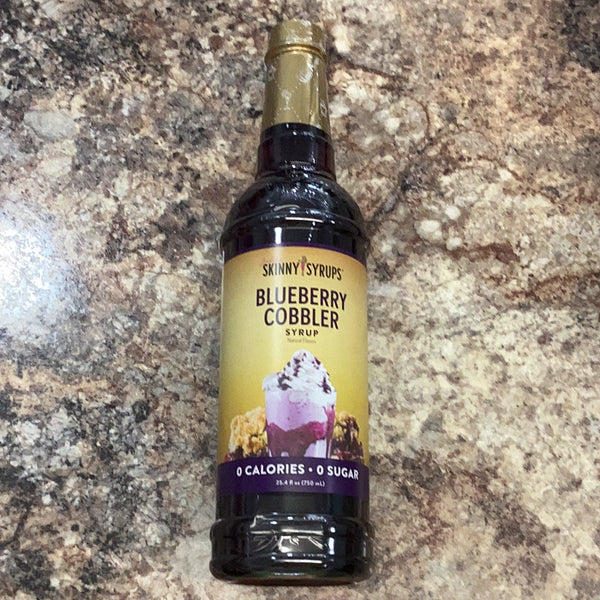 SKINNY SYRUPS
BLUEBERRY
COBBLER
SYRUP
Natural Flavors
0 CALORIES • 0 SUGAR
25.4 fl oz (750 mL)